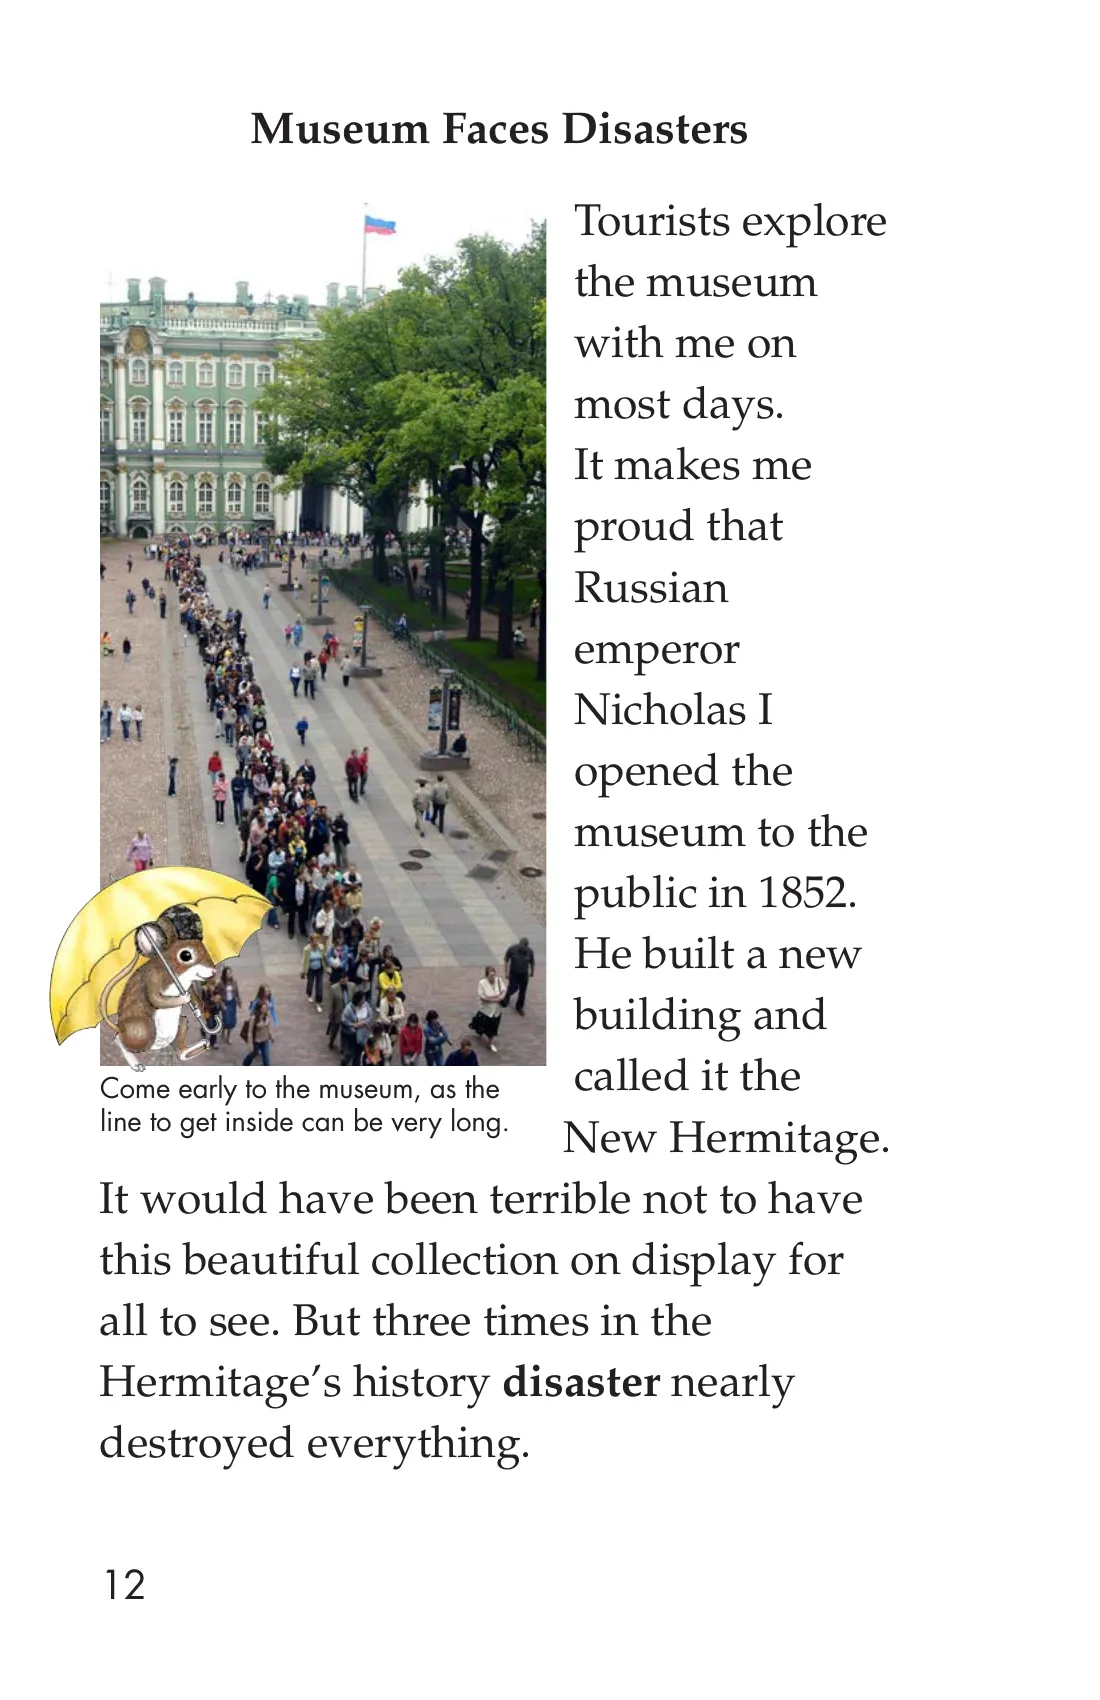 Museum Faces Disasters
Tourists explore
the museum
with me on
most days.
It makes me
proud that
Russian
emperor
Nicholas I
opened the
museum to the
public in 1852.
He built a new
building and
called it the
New Hermitage.
Come early to the museum, as the
line to get inside can be very long.
It would have been terrible not to have
this beautiful collection on display for
all to see. But three times in the
Hermitage’s history disaster nearly
destroyed everything.
12